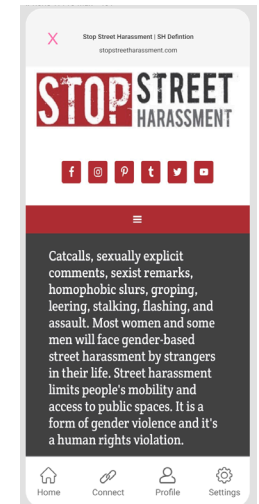 X
Stop Street Harassment | SH Defintion
stopstreetharassment.com
STOP STREET
HARASSMENT
Catcalls, sexually explicit
comments, sexist remarks,
homophobic slurs, groping,
leering, stalking, flashing, and
assault. Most women and some
men will face gender-based
street harassment by strangers
in their life. Street harassment
limits people's mobility and
access to public spaces. It is a
form of gender violence and it's
a human rights violation.
Home Connect Profile Settings